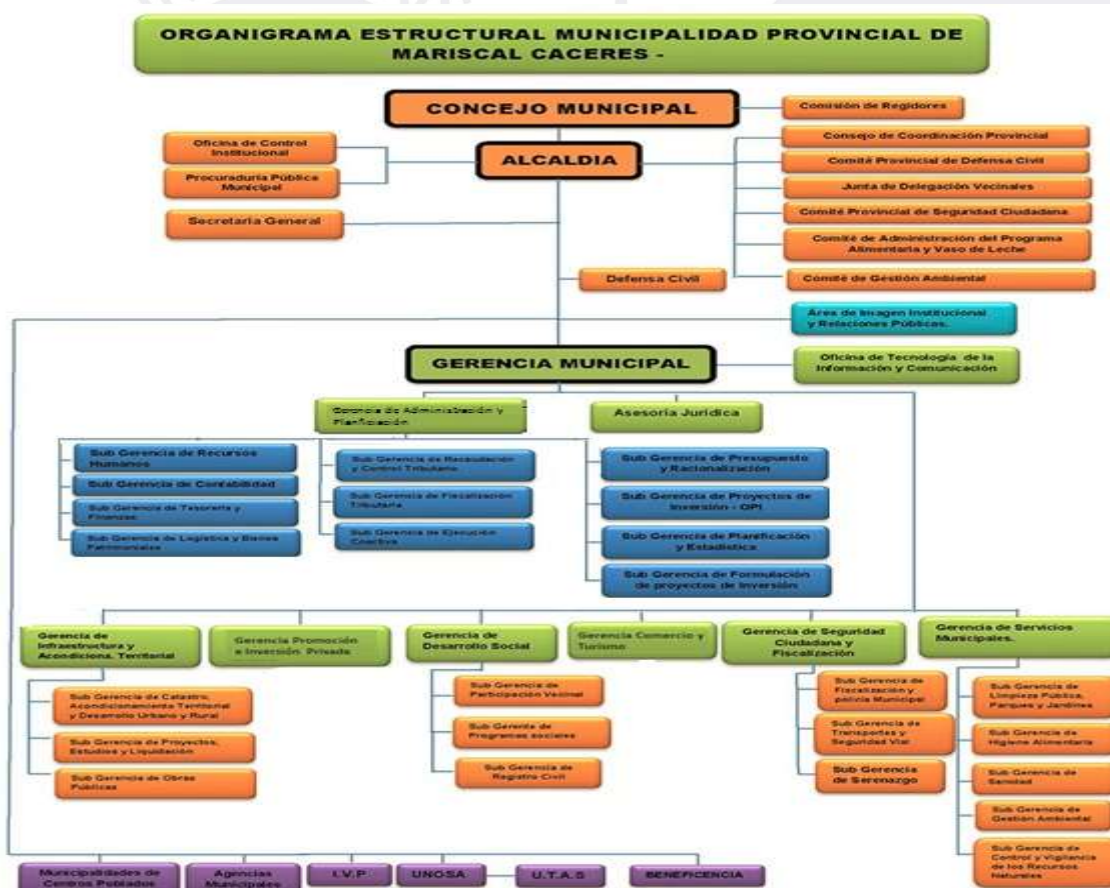 ORGANIGRAMA ESTRUCTURAL MUNICIPALIDAD PROVINCIAL DE
MARISCAL CACERES -
CONCEJO MUNICIPAL
Comisión de Regidores
Oficina de Control
Institucional
Procuraduría Pública
Municipal
ALCALDIA
Consejo de Coordinación Provincial
Comité Provincial de Defensa Civil
Junta de Delegación Vecinales
Comité Provincial de Seguridad Ciudadana
Comité de Administración del Programa
Alimentaria y Vaso de Leche
Comité de Gestión Ambiental
Secretaria General
Defensa Civil
Área de Imagen Institucional
y Relaciones Públicas.
GERENCIA MUNICIPAL
Oficina de Tecnología de la
Información y Comunicación
Gerencia de Administración y
Planificación
Asesoría Jurídica
Sub Gerencia de Recursos
Humanos
Sub Gerencia de Contabilidad
Sub Gerencia de Tesorería y
Finanzas
Sub Gerencia de Logística y Bienes
Patrimoniales
Sub Gerencia de Recaudación
y Control Tributario
Sub Gerencia de Fiscalización
Tributaria
Sub Gerencia de Ejecución
Coactiva
Sub Gerencia de Presupuesto
y Racionalización
Sub Gerencia de Proyectos de
Inversión - OPI
Sub Gerencia de Planificación
y Estadística
Sub Gerencia de Formulación
de proyectos de Inversión
Gerencia de
Infraestructura y
Acondiciona. Territorial
Sub Gerencia de Catastro,
Acondicionamiento Territorial
y Desarrollo Urbano y Rural
Sub Gerencia de Proyectos,
Estudios y Liquidación
Sub Gerencia de Obras
Públicas
Gerencia Promoción
e Inversión Privada
Gerencia de
Desarrollo Social
Sub Gerencia de
Participación Vecinal
Sub Gerente de
Programas sociales
Sub Gerencia de
Registro Civil
Gerencia Comercio y
Turismo
Gerencia de Seguridad
Ciudadana y
Fiscalización
Sub Gerencia de
Fiscalización y
policía Municipal
Sub Gerencia de
Transportes y
Seguridad Vial
Sub Gerencia
de Serenazgo
Gerencia de Servicios
Municipales.
Sub Gerencia de
Limpieza Pública,
Parques y Jardines
Sub Gerencia de
Higiene Alimentaria
Sub Gerencia de
Sanidad
Sub Gerencia de
Gestión Ambiental
Sub Gerencia de
Control y Vigilancia
de los Recursos
Naturales
Municipalidades de
Centros Poblados
Agencias
Municipales
I.V.P
UNOSA
U.T.A.S
BENEFICENCIA